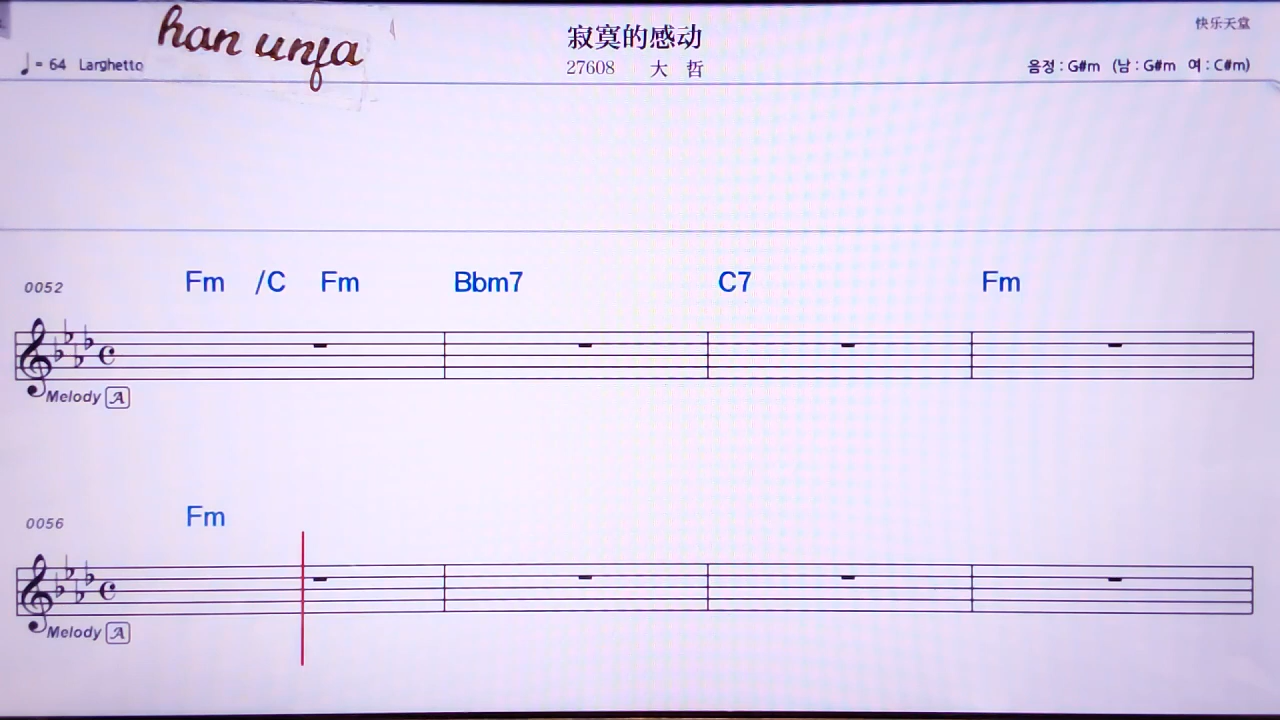 han unja
寂寞的感动
快乐天堂
♩= 64 Larghetto
27608 大 哲
음정 : G#m (남 : G#m 여 : C#m)
0052 Fm /C Fm Bbm7 C7 Fm
Melody A
0056 Fm
Melody A